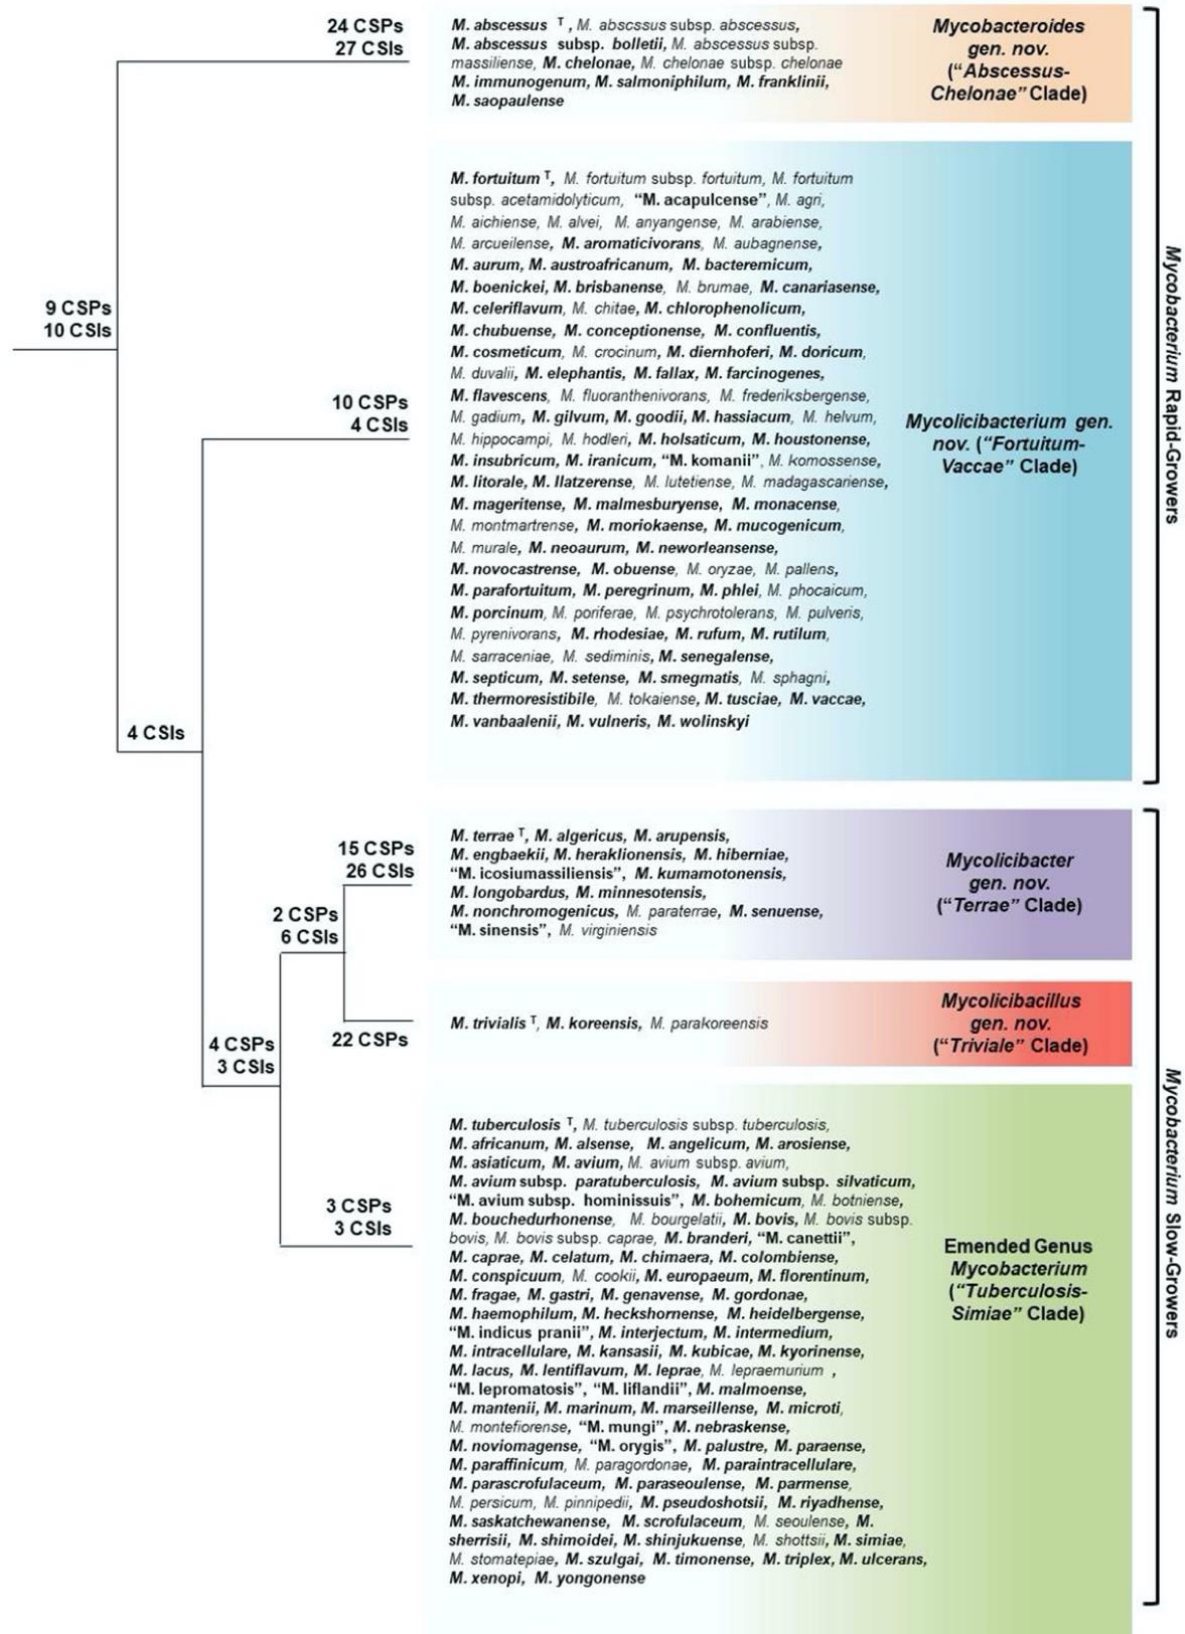 24 CSPs
27 CSIs
M. abscessus T, M. abscssus subsp. abscessus,
M. abscessus subsp. bolletii, M. abscessus subsp.
massiliense, M. chelonae, M. chelonae subsp. chelonae
M. immunogenum, M. salmoniphilum, M. franklinii,
M. saopaulense
Mycobacteroides
gen. nov.
("Abscessus-
Chelonae" Clade)
9 CSPs
10 CSIs
10 CSPs
4 CSIs
M. fortuitum T, M. fortuitum subsp. fortuitum, M. fortuitum
subsp. acetamidolyticum, "M. acapulcense", M. agri,
M. aichiense, M. alvei, M. anyangense, M. arabiense,
M. arcueilense, M. aromaticivorans, M. aubagnense,
M. aurum, M. austroafricanum, M. bacteremicum,
M. boenickei, M. brisbanense, M. brumae, M. canariasense,
M. celeriflavum, M. chitae, M. chlorophenolicum,
M. chubuense, M. conceptionense, M. confluentis,
M. cosmeticum, M. crocinum, M. diernhoferi, M. doricum,
M. duvalii, M. elephantis, M. fallax, M. farcinogenes,
M. flavescens, M. fluoranthenivorans, M. frederiksbergense,
M. gadium, M. gilvum, M. goodii, M. hassiacum, M. helvum,
M. hippocampi, M. hodleri, M. holsaticum, M. houstonense,
M. insubricum, M. iranicum, "M. komanii", M. komossense,
M. litorale, M. llatzerense, M. lutetiense, M. madagascariense,
M. mageritense, M. malmesburyense, M. monacense,
M. montmartrense, M. moriokaense, M. mucogenicum,
M. murale, M. neoaurum, M. neworleansense,
M. novocastrense, M. obuense, M. oryzae, M. pallens,
M. parafortuitum, M. peregrinum, M. phlei, M. phocaicum,
M. porcinum, M. poriferae, M. psychrotolerans, M. pulveris,
M. pyrenivorans, M. rhodesiae, M. rufum, M. rutilum,
M. sarraceniae, M. sediminis, M. senegalense,
M. septicum, M. setense, M. smegmatis, M. sphagni,
M. thermoresistibile, M. tokaiense, M. tusciae, M. vaccae,
M. vanbaalenii, M. vulneris, M. wolinskyi
Mycolicibacterium gen.
nov. ("Fortuitum-
Vaccae" Clade)
Mycobacterium Rapid-Growers
4 CSIs
15 CSPs
26 CSIs
M. terrae T, M. algericus, M. arupensis,
M. engbaekii, M. heraklionensis, M. hiberniae,
"M. icosiumassiliensis", M. kumamotonensis,
M. longobardus, M. minnesotensis,
M. nonchromogenicus, M. paraterrae, M. senuense,
"M. sinensis", M. virginiensis
Mycolicibacter
gen. nov.
("Terrae" Clade)
2 CSPs
6 CSIs
22 CSPs
M. trivialis T, M. koreensis, M. parakoreensis
Mycolicibacillus
gen. nov.
("Triviale" Clade)
4 CSPs
3 CSIs
3 CSPs
3 CSIs
M. tuberculosis T, M. tuberculosis subsp. tuberculosis,
M. africanum, M. alsense, M. angelicum, M. arosiense,
M. asiaticum, M. avium, M. avium subsp. avium,
M. avium subsp. paratuberculosis, M. avium subsp. silvaticum,
"M. avium subsp. hominissuis", M. bohemicum, M. botniense,
M. bouchedurhonense, M. bourgelatii, M. bovis, M. bovis subsp.
bovis, M. bovis subsp. caprae, M. branderi, "M. canettii",
M. caprae, M. celatum, M. chimaera, M. colombiense,
M. conspicuum, M. cookii, M. europaeum, M. florentinum,
M. fragae, M. gastri, M. genavense, M. gordonae,
M. haemophilum, M. heckshornense, M. heidelbergense,
"M. indicus pranii", M. interjectum, M. intermedium,
M. intracellulare, M. kansasii, M. kubicae, M. kyorinense,
M. lacus, M. lentiflavum, M. leprae, M. lepraemurium ,
"M. lepromatosis", "M. liflandii", M. malmoense,
M. mantenii, M. marinum, M. marseillense, M. microti,
M. montefiorense, "M. mungi", M. nebraskense,
M. noviomagense, "M. orygis", M. palustre, M. paraense,
M. paraffinicum, M. paragordonae, M. paraintracellulare,
M. parascrofulaceum, M. paraseoulense, M. parmense,
M. persicum, M. pinnipedii, M. pseudoshotsii, M. riyadhense,
M. saskatchewanense, M. scrofulaceum, M. seoulense, M.
sherrisii, M. shimoidei, M. shinjukuense, M. shottsii, M. simiae,
M. stomatepiae, M. szulgai, M. timonense, M. triplex, M. ulcerans,
M. xenopi, M. yongonense
Emended Genus
Mycobacterium
("Tuberculosis-
Simiae" Clade)
Mycobacterium Slow-Growers